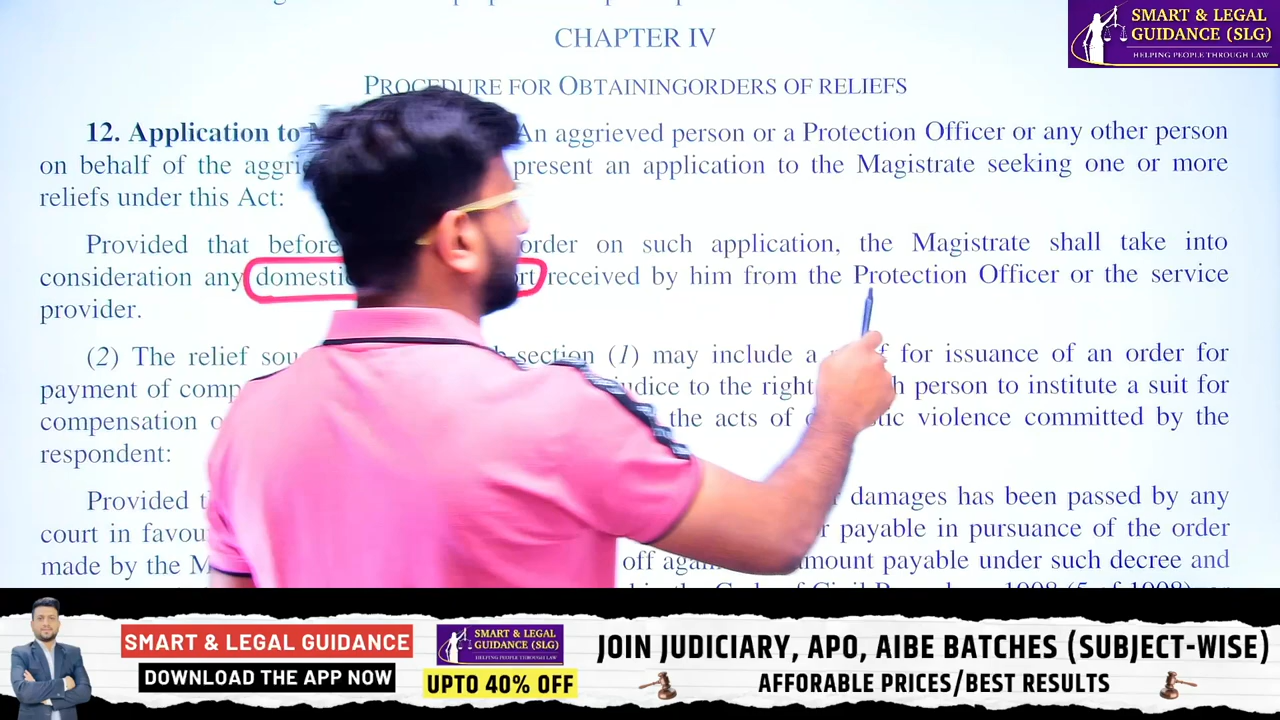 SMART & LEGAL
GUIDANCE (SLG)
HELPING PEOPLE THROUGH LAW
CHAPTER IV
PROCEDURE FOR OBTAININGORDERS OF RELIEFS
12. Application to An aggrieved person or a Protection Officer or any other person
on behalf of the present an application to the Magistrate seeking one or more
reliefs under this Act:
Provided that before order on such application, the Magistrate shall take into
consideration any received by him from the Protection Officer or the service
provider.
(2) The relief (1) may include a for issuance of an order for
payment of to the right person to institute a suit for
compensation the acts of violence committed by the
respondent:
Provided damages has been passed by any
court in payable in pursuance of the order
made by the off payable under such decree and
SMART & LEGAL GUIDANCE
DOWNLOAD THE APP NOW
SMART & LEGAL
GUIDANCE (SLG)
HELPING PEOPLE THROUGH LAW
UPTO 40% OFF
JOIN JUDICIARY, APO, AIBE BATCHES (SUBJECT-WISE)
AFFORABLE PRICES/BEST RESULTS